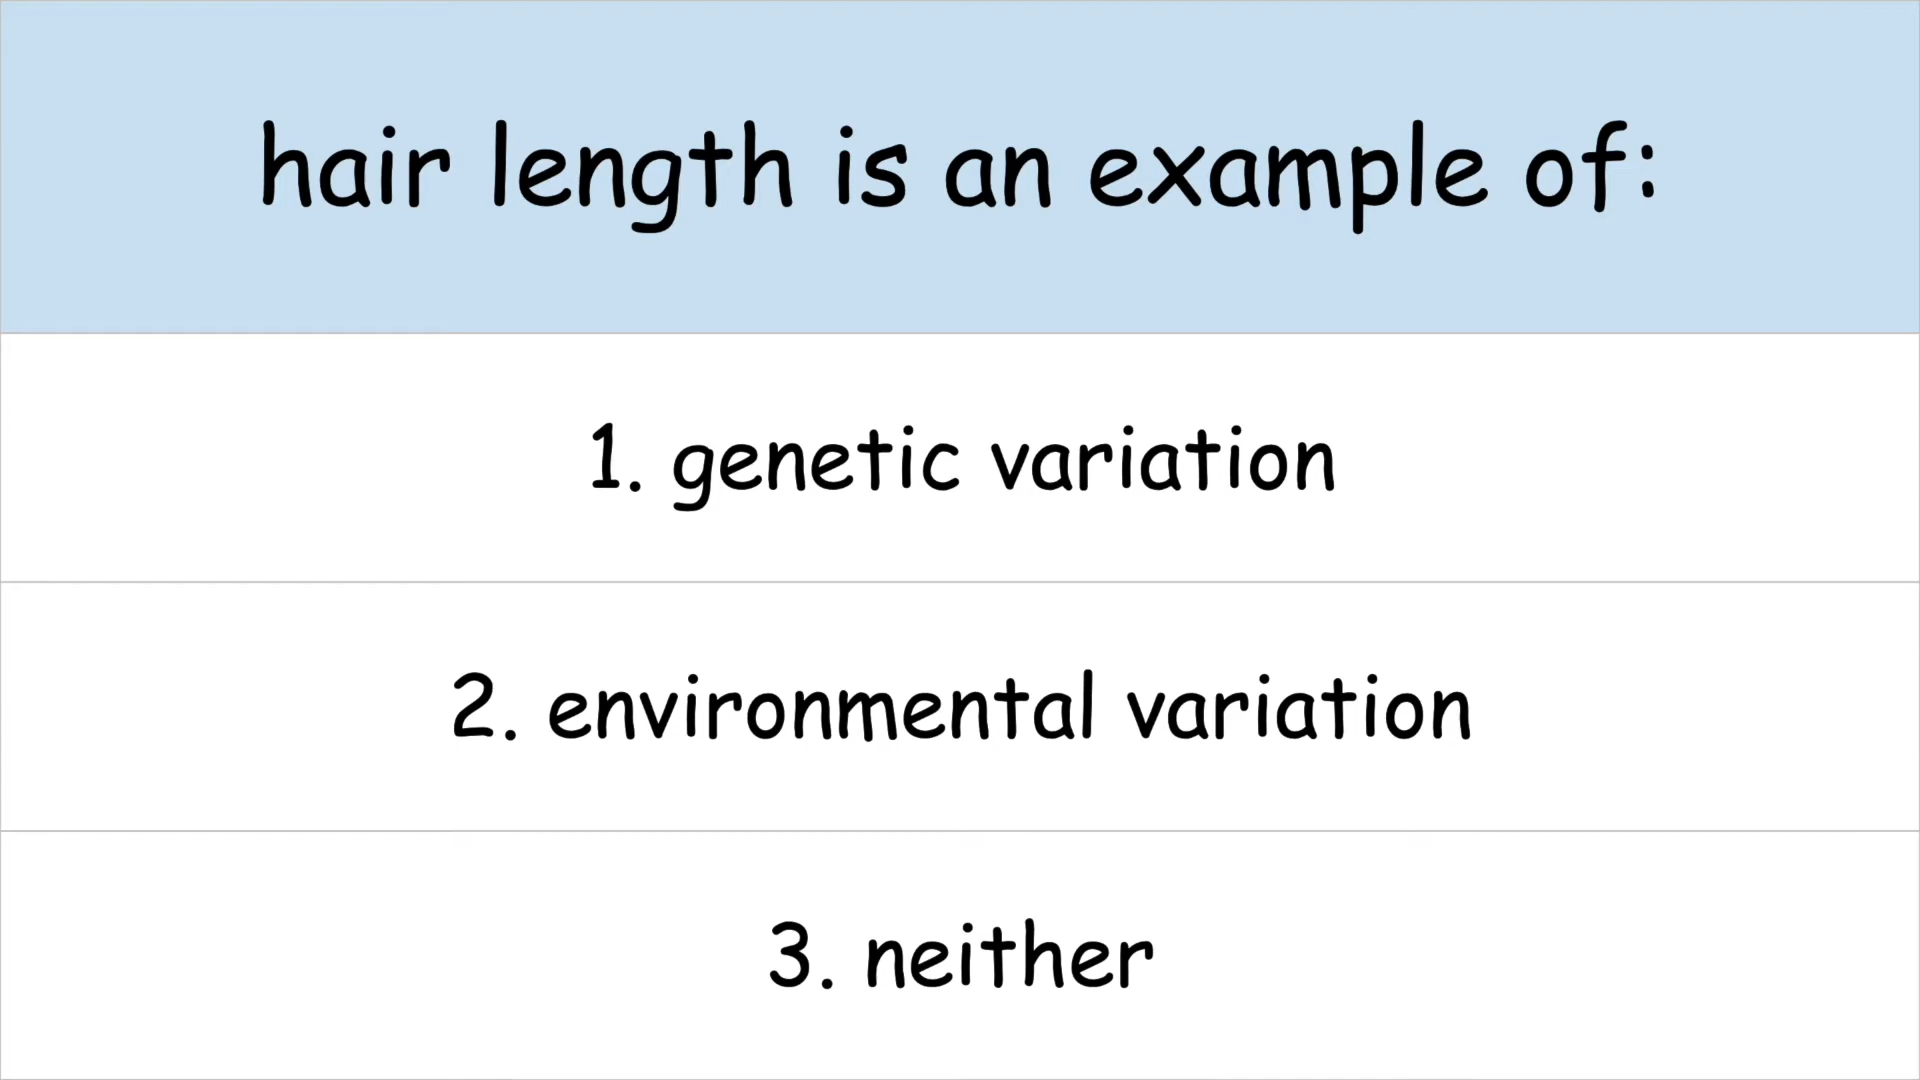 hair length is an example of:
1. genetic variation
2. environmental variation
3. neither